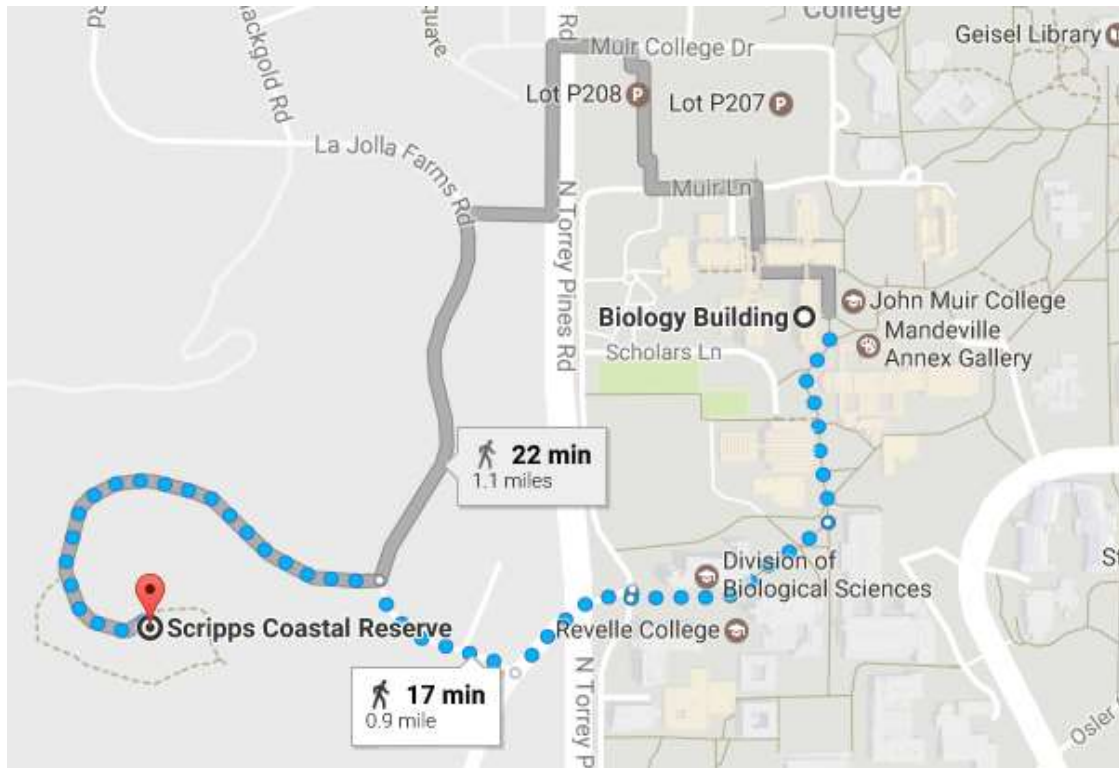 College
Geisel Library
Rd
ackgold Rd
quare
Rd
Muir College Dr
Lot P208
P
Lot P207
P
La Jolla Farms Rd
Muir Ln
N Torrey Pines Rd
Biology Building
John Muir College
Mandeville
Annex Gallery
Scholars Ln
22 min
1.1 miles
Division of
Biological Sciences
Scripps Coastal Reserve
Revelle College
17 min
0.9 mile
N Torrey P
Osler